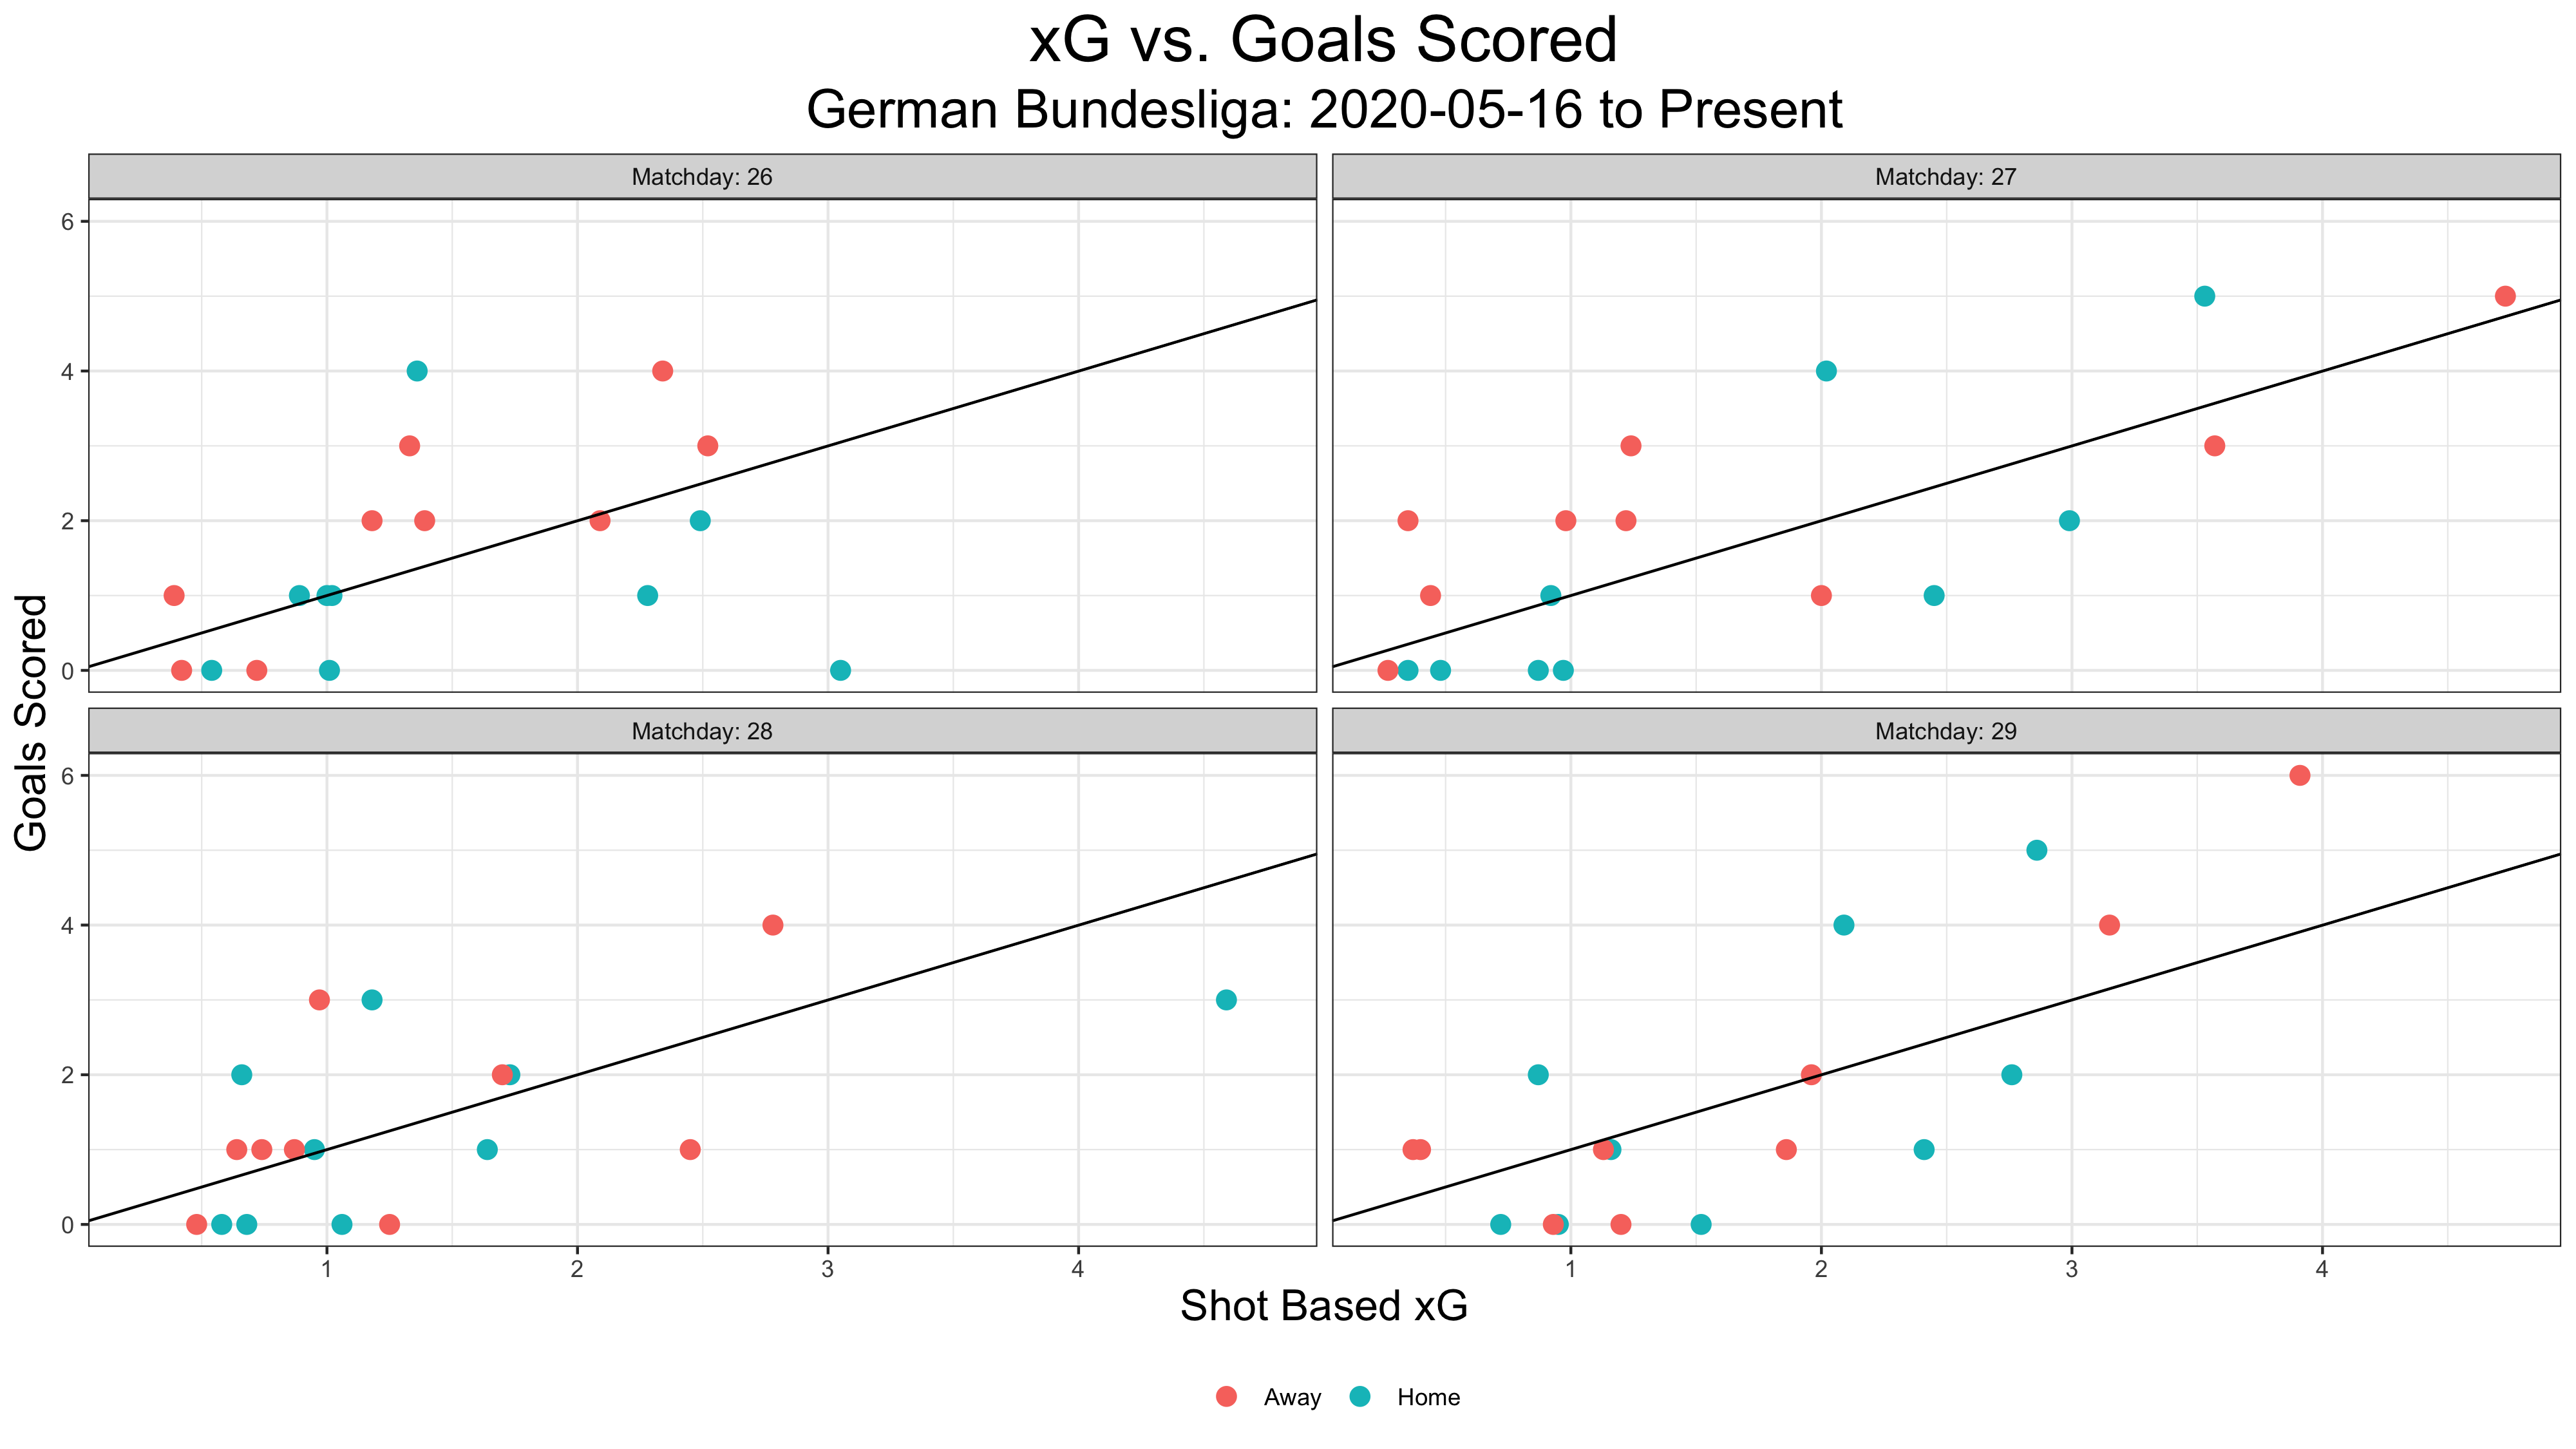 xG vs. Goals Scored
German Bundesliga: 2020-05-16 to Present
Matchday: 26
Matchday: 27
6
4
2
0
Matchday: 28
Matchday: 29
6
4
2
0
Goals Scored
1 2 3 4 1 2 3 4
Shot Based xG
Away Home